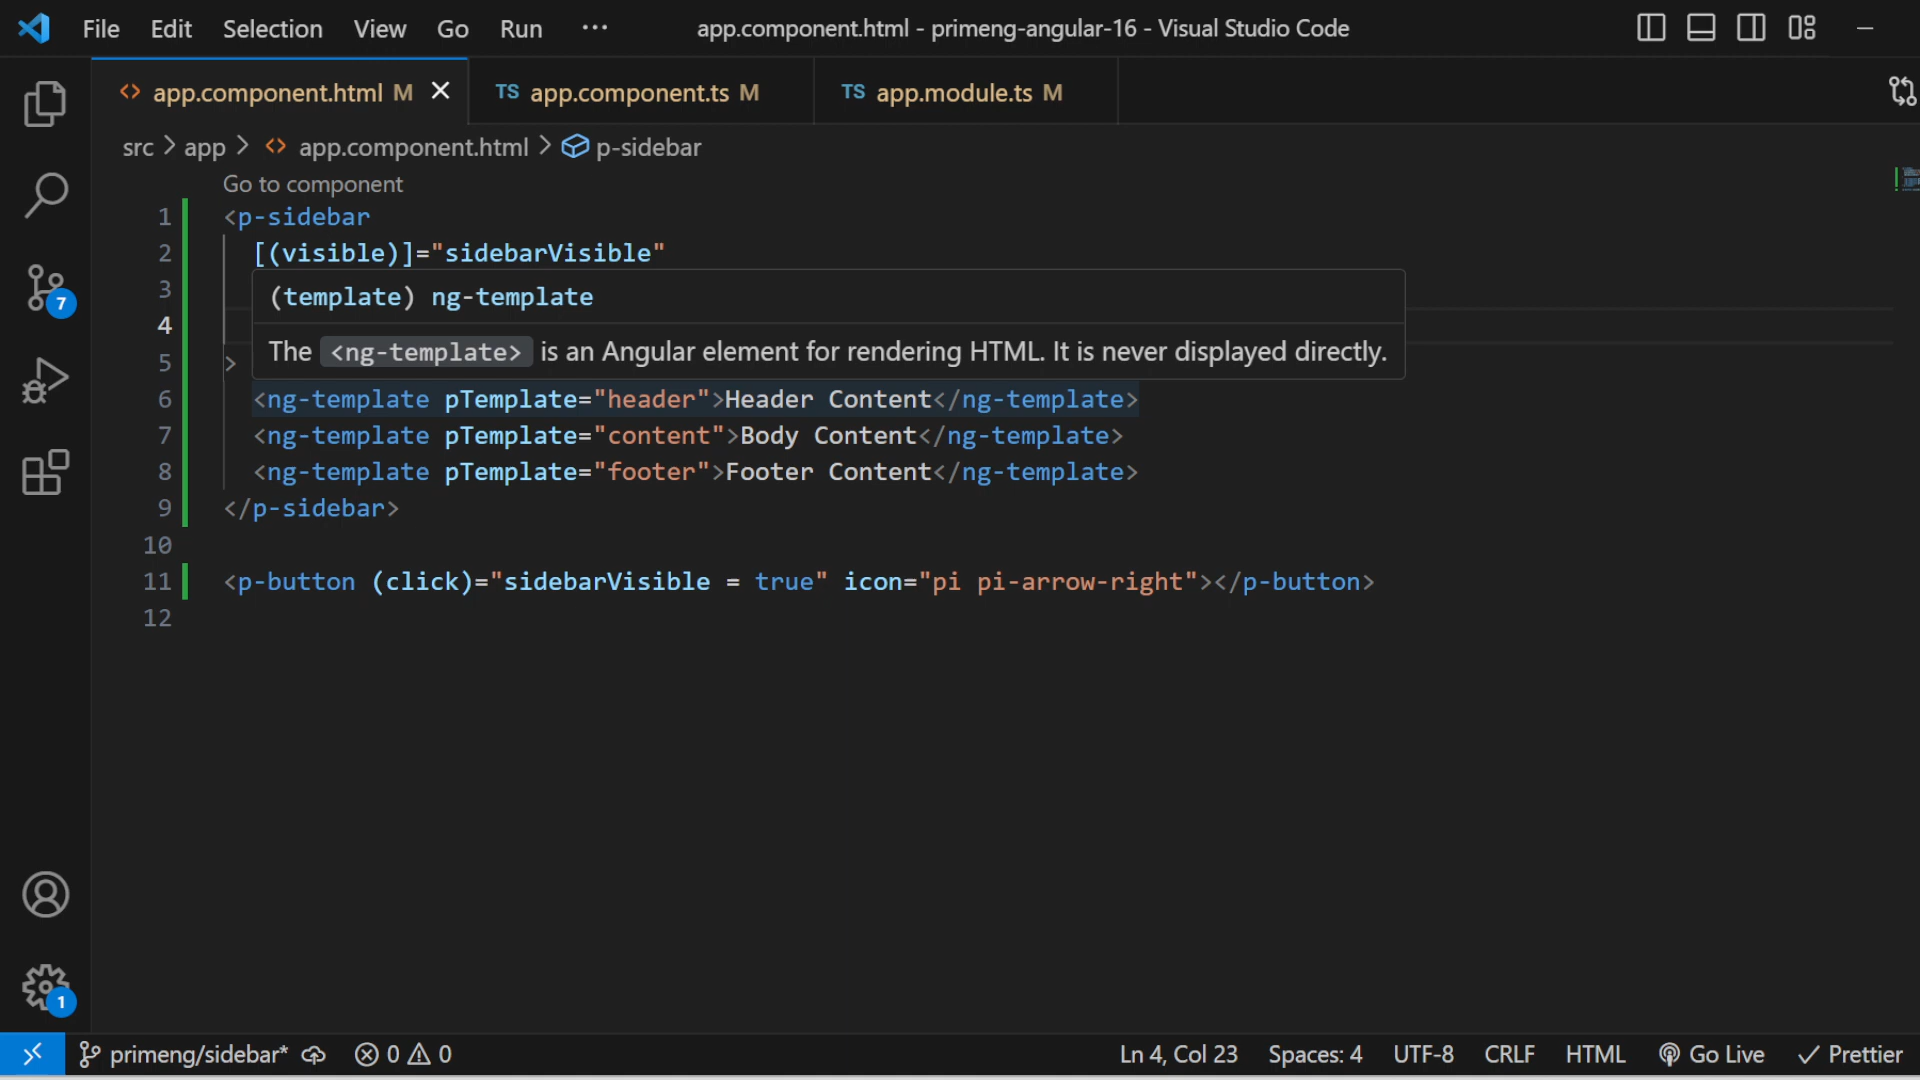 File Edit Selection View Go Run ··· app.component.html - primeng-angular-16 - Visual Studio Code
app.component.html M TS app.component.ts M TS app.module.ts M
src > app > app.component.html > p-sidebar
Go to component
1 <p-sidebar
2 [(visible)]="sidebarVisible"
3
(template) ng-template
4
The <ng-template> is an Angular element for rendering HTML. It is never displayed directly.
5 >
6 <ng-template pTemplate="header">Header Content</ng-template>
7 <ng-template pTemplate="content">Body Content</ng-template>
8 <ng-template pTemplate="footer">Footer Content</ng-template>
9 </p-sidebar>
10
11 <p-button (click)="sidebarVisible = true" icon="pi pi-arrow-right"></p-button>
12
7
1
primeng/sidebar* 0 0 Ln 4, Col 23 Spaces: 4 UTF-8 CRLF HTML Go Live Prettier